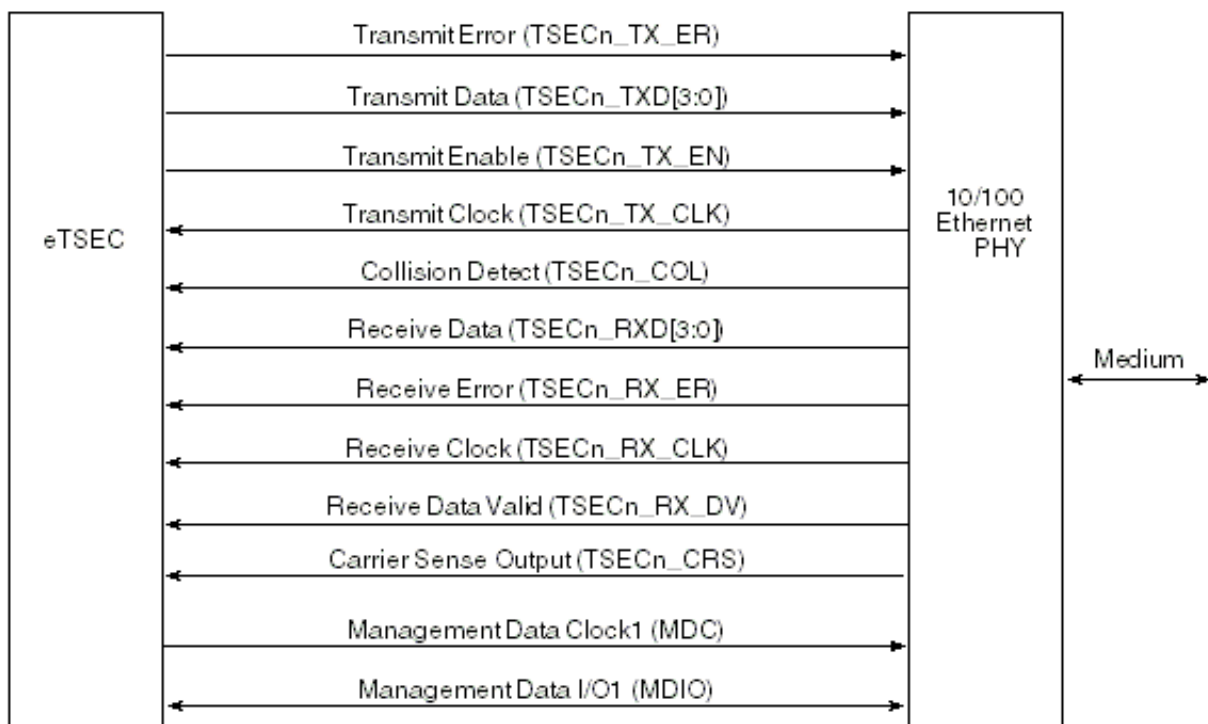 Transmit Error (TSECn_TX_ER)
Transmit Data (TSECn_TXD[3:0])
Transmit Enable (TSECn_TX_EN)
Transmit Clock (TSECn_TX_CLK)
10/100
Ethernet
PHY
eTSEC
Collision Detect (TSECn_COL)
Receive Data (TSECn_RXD[3:0])
Medium
Receive Error (TSECn_RX_ER)
Receive Clock (TSECn_RX_CLK)
Receive Data Valid (TSECn_RX_DV)
Carrier Sense Output (TSECn_CRS)
Management Data Clock1 (MDC)
Management Data I/O1 (MDIO)